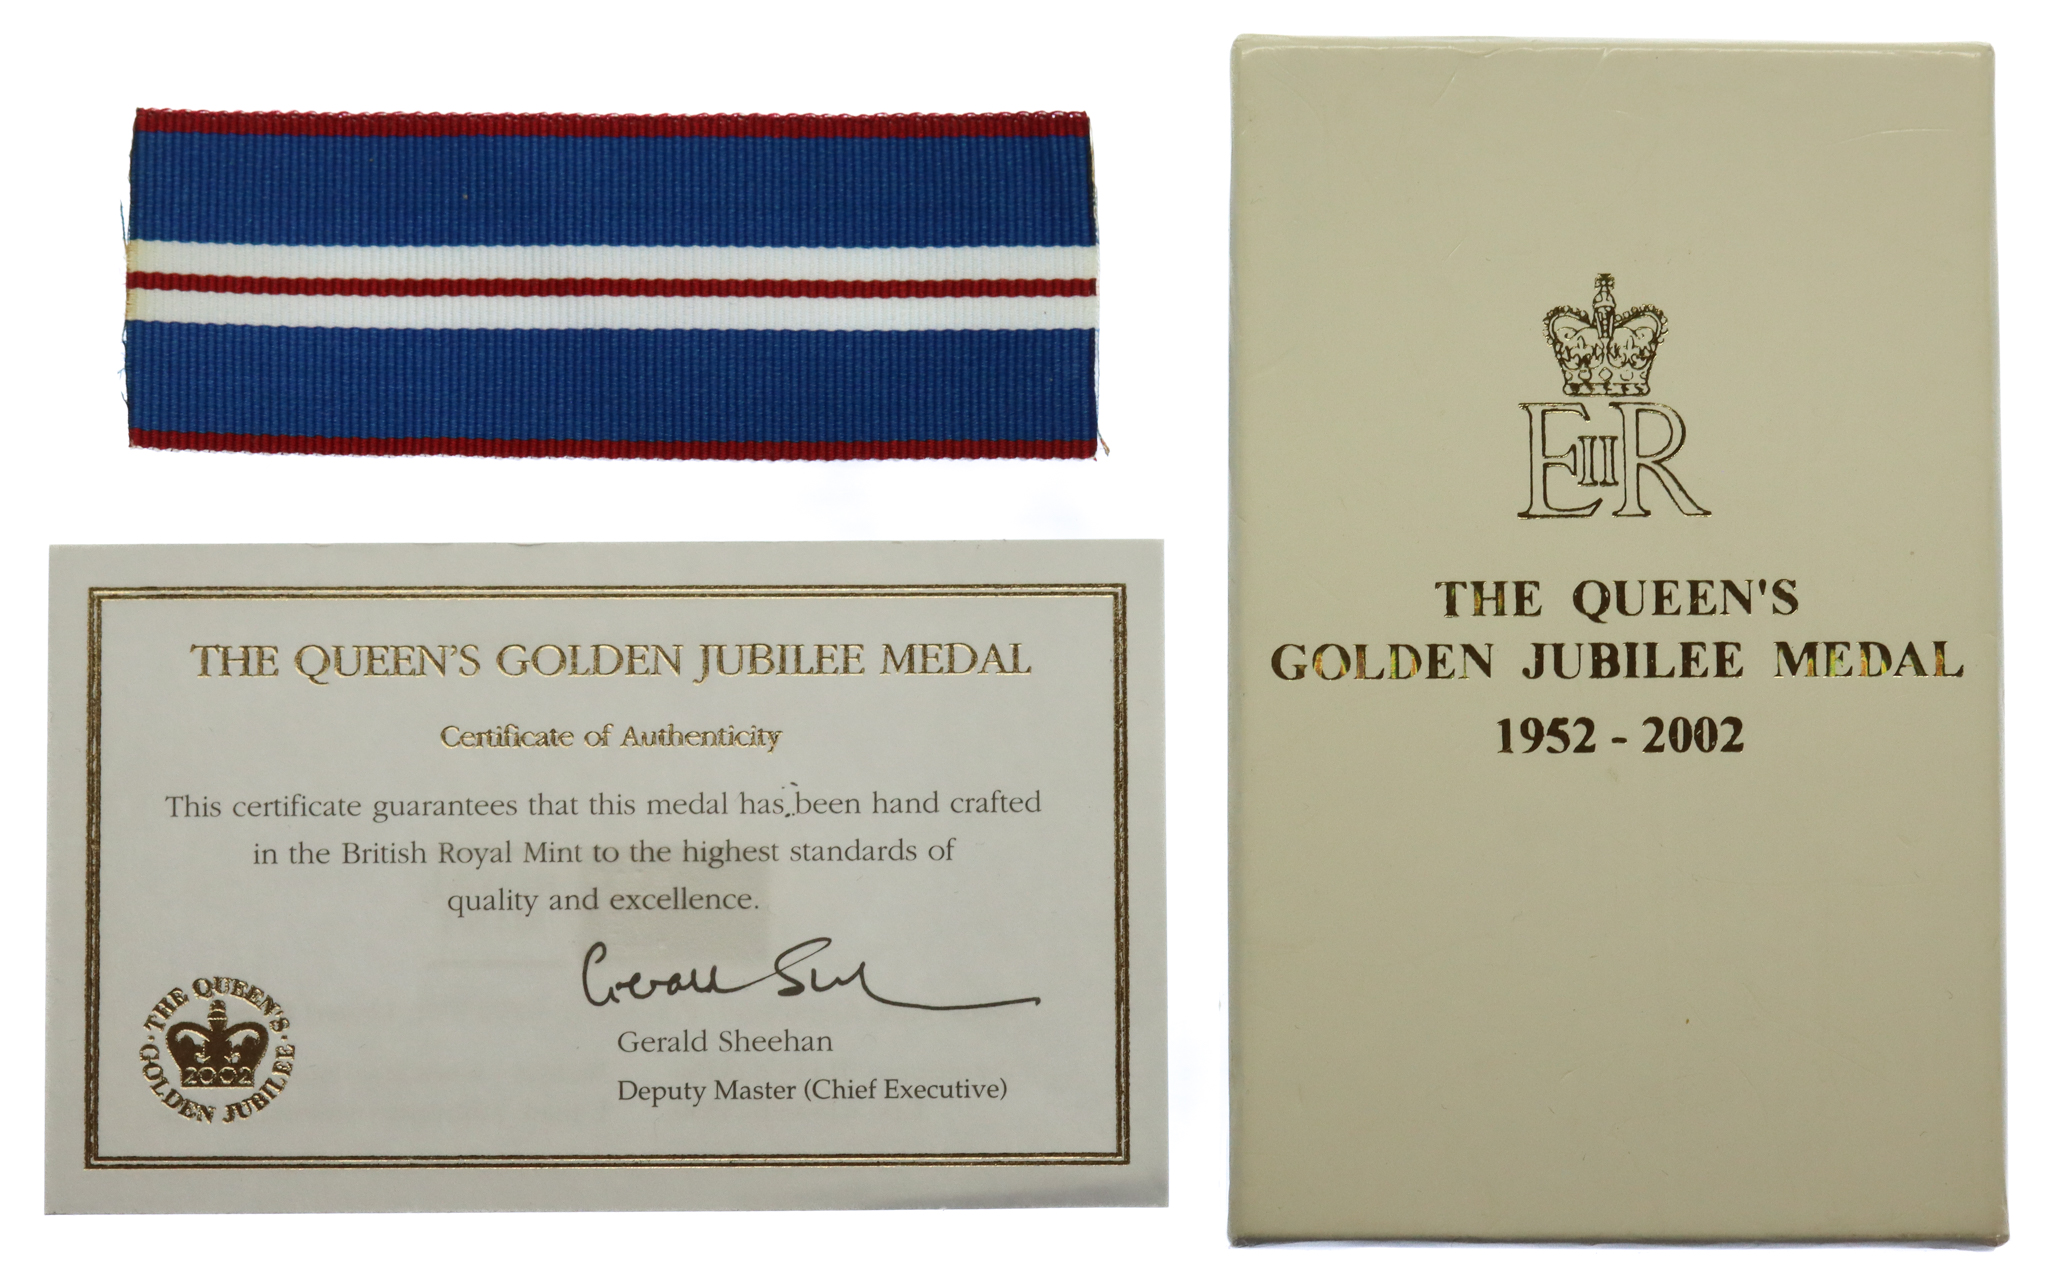 THE QUEEN'S GOLDEN JUBILEE MEDAL
Certificate of Authenticity
This certificate guarantees that this medal has been hand crafted
in the British Royal Mint to the highest standards of
quality and excellence.
Gerald Sheehan
Gerald Sheehan
Deputy Master (Chief Executive)
· THE QUEEN'S ·
GOLDEN JUBILEE
2002
EIIR
THE QUEEN'S
GOLDEN JUBILEE MEDAL
1952 - 2002